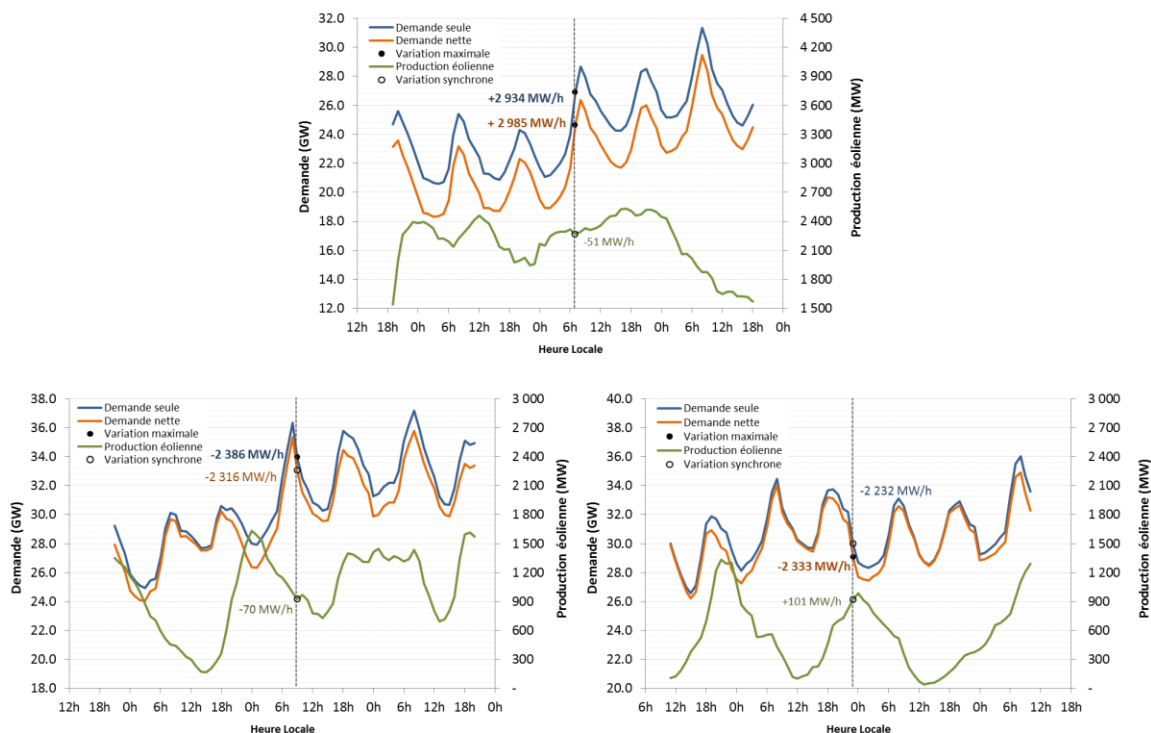 Demande seule
Demande nette
Variation maximale
Production éolienne
Variation synchrone
Demande (GW)
32.0
30.0
28.0
26.0
24.0
22.0
20.0
18.0
16.0
14.0
12.0
+2 934 MW/h
+ 2 985 MW/h
-51 MW/h
4 500
4 200
3 900
3 600
3 300
3 000
2 700
2 400
2 100
1 800
1 500
Production éolienne (MW)
12h 18h 0h 6h 12h 18h 0h 6h 12h 18h 0h 6h 12h 18h 0h
Heure Locale
Demande seule
Demande nette
Variation maximale
Production éolienne
Variation synchrone
Demande (GW)
38.0
36.0
34.0
32.0
30.0
28.0
26.0
24.0
22.0
20.0
18.0
-2 386 MW/h
-2 316 MW/h
-70 MW/h
3 000
2 700
2 400
2 100
1 800
1 500
1 200
900
600
300
-
Production éolienne (MW)
12h 18h 0h 6h 12h 18h 0h 6h 12h 18h 0h 6h 12h 18h 0h
Heure Locale
Demande seule
Demande nette
Variation maximale
Production éolienne
Variation synchrone
Demande (GW)
40.0
38.0
36.0
34.0
32.0
30.0
28.0
26.0
24.0
22.0
20.0
-2 232 MW/h
-2 333 MW/h
+101 MW/h
3 000
2 700
2 400
2 100
1 800
1 500
1 200
900
600
300
-
Production éolienne (MW)
6h 12h 18h 0h 6h 12h 18h 0h 6h 12h 18h 0h 6h 12h 18h
Heure Locale